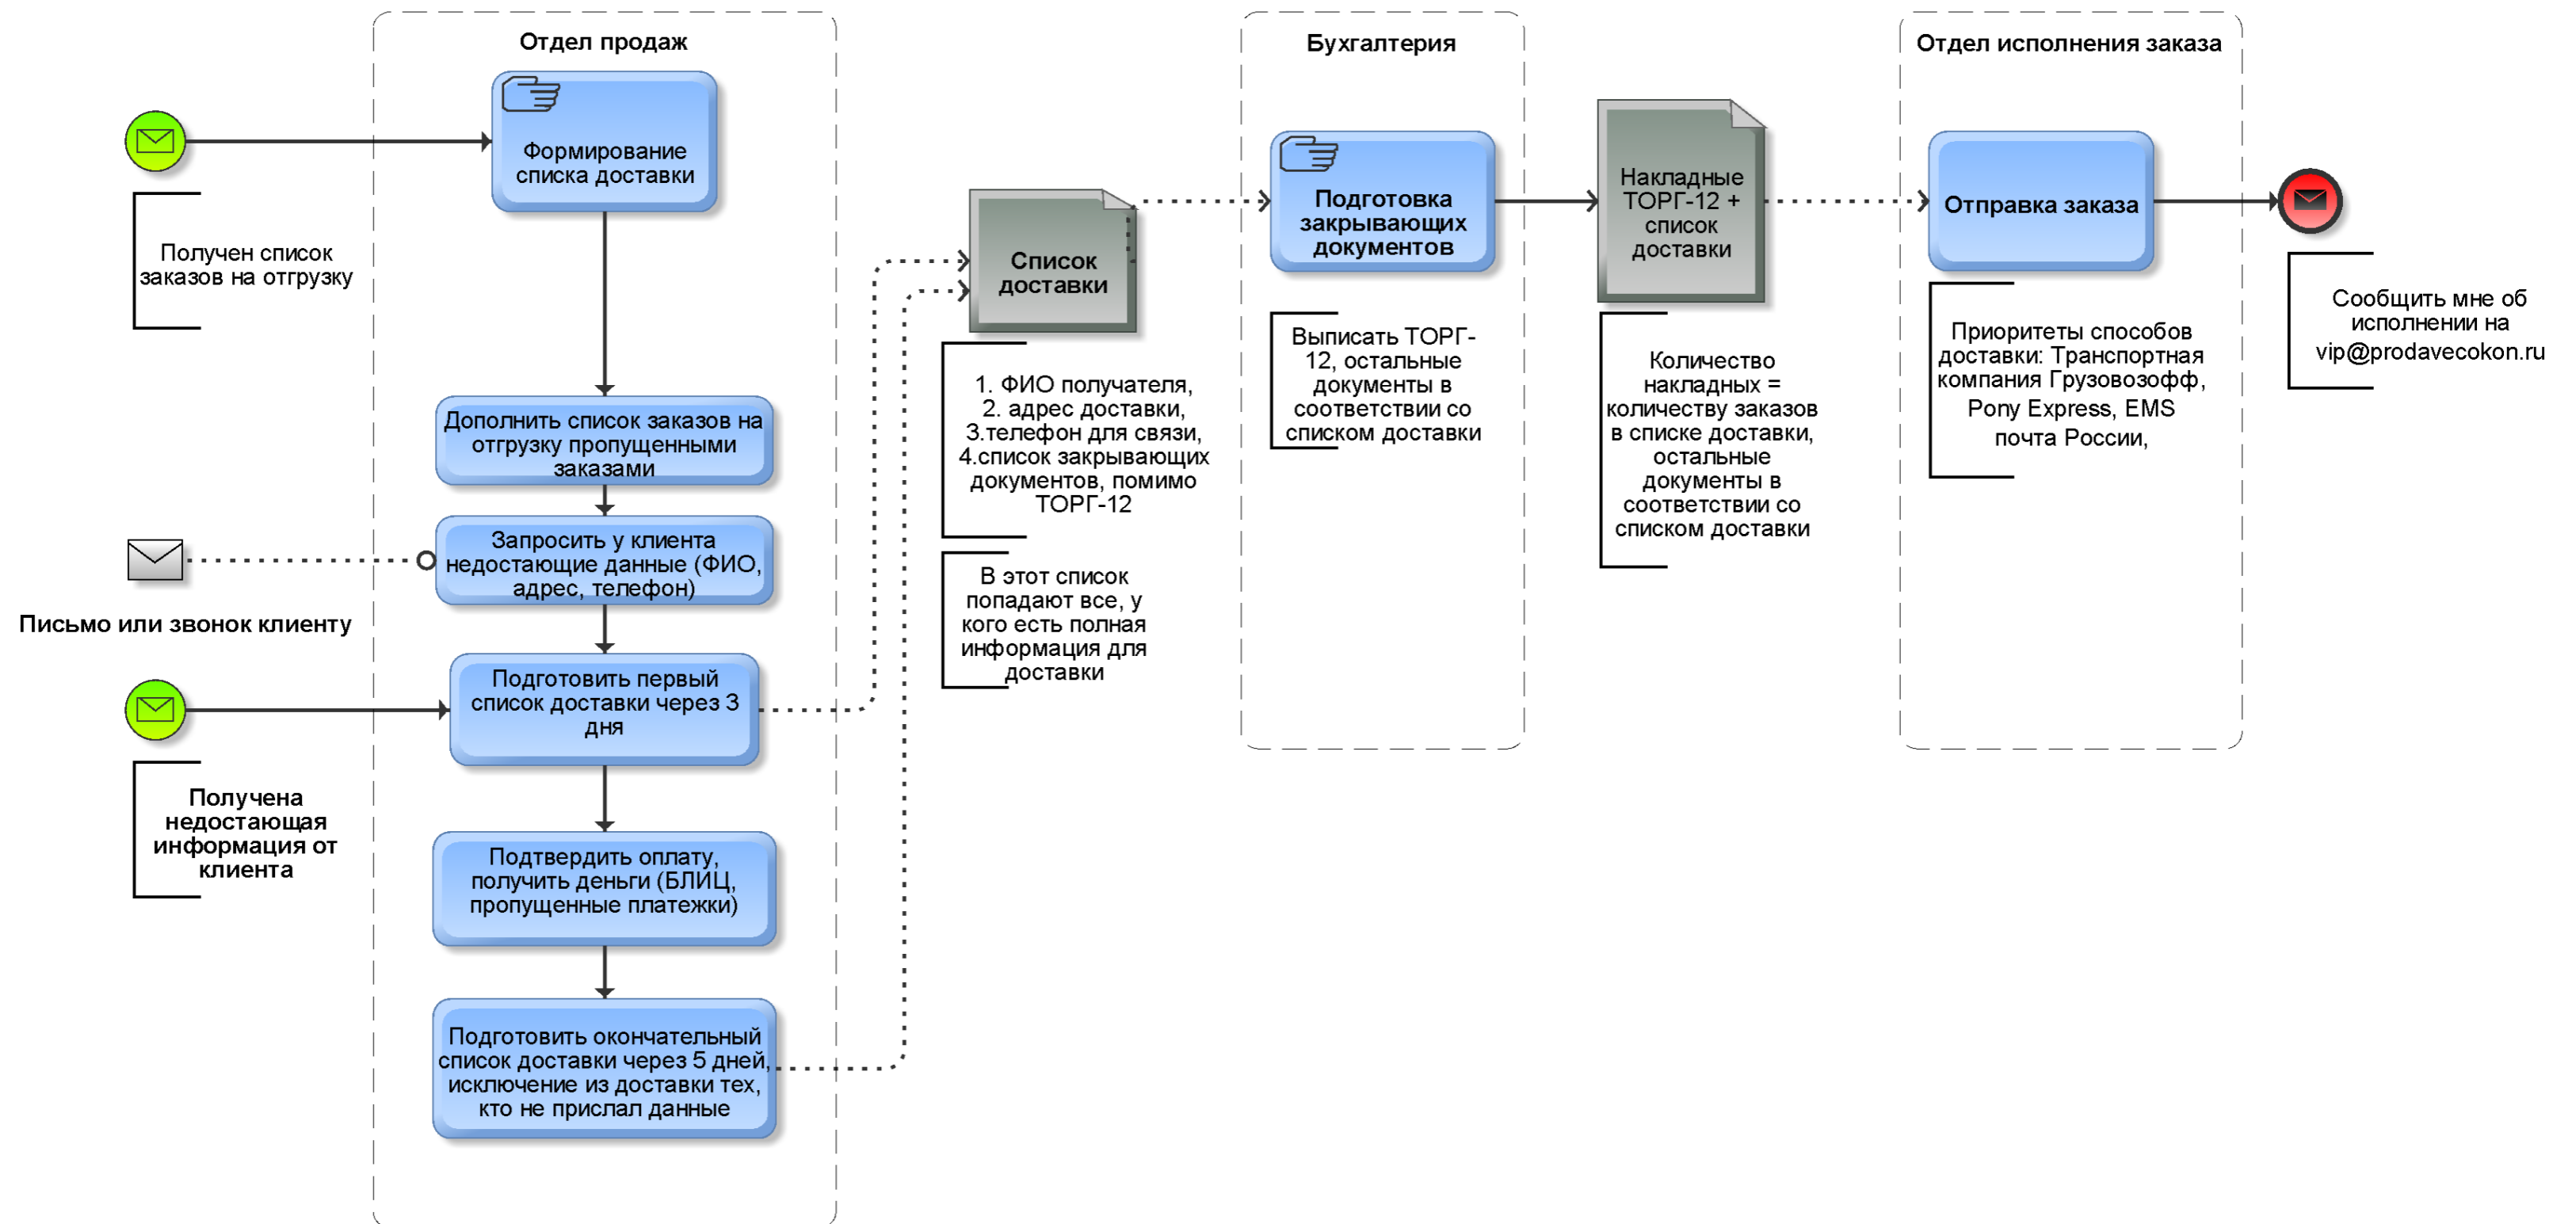 Отдел продаж
Формирование
списка доставки
Получен список
заказов на отгрузку
Дополнить список заказов на
отгрузку пропущенными
заказами
Запросить у клиента
недостающие данные (ФИО,
адрес, телефон)
Письмо или звонок клиенту
Подготовить первый
список доставки через 3
дня
Получена
недостающая
информация от
клиента
Подтвердить оплату,
получить деньги (БЛИЦ,
пропущенные платежки)
Подготовить окончательный
список доставки через 5 дней,
исключение из доставки тех,
кто не прислал данные
Список
доставки
1. ФИО получателя,
2. адрес доставки,
3.телефон для связи,
4.список закрывающих
документов, помимо
ТОРГ-12
В этот список
попадают все, у
кого есть полная
информация для
доставки
Бухгалтерия
Подготовка
закрывающих
документов
Выписать ТОРГ-
12, остальные
документы в
соответствии со
списком доставки
Накладные
ТОРГ-12 +
список
доставки
Количество
накладных =
количеству заказов
в списке доставки,
остальные
документы в
соответствии со
списком доставки
Отдел исполнения заказа
Отправка заказа
Приоритеты способов
доставки: Транспортная
компания Грузовозофф,
Pony Express, EMS
почта России,
Сообщить мне об
исполнении на
vip@prodavecokon.ru